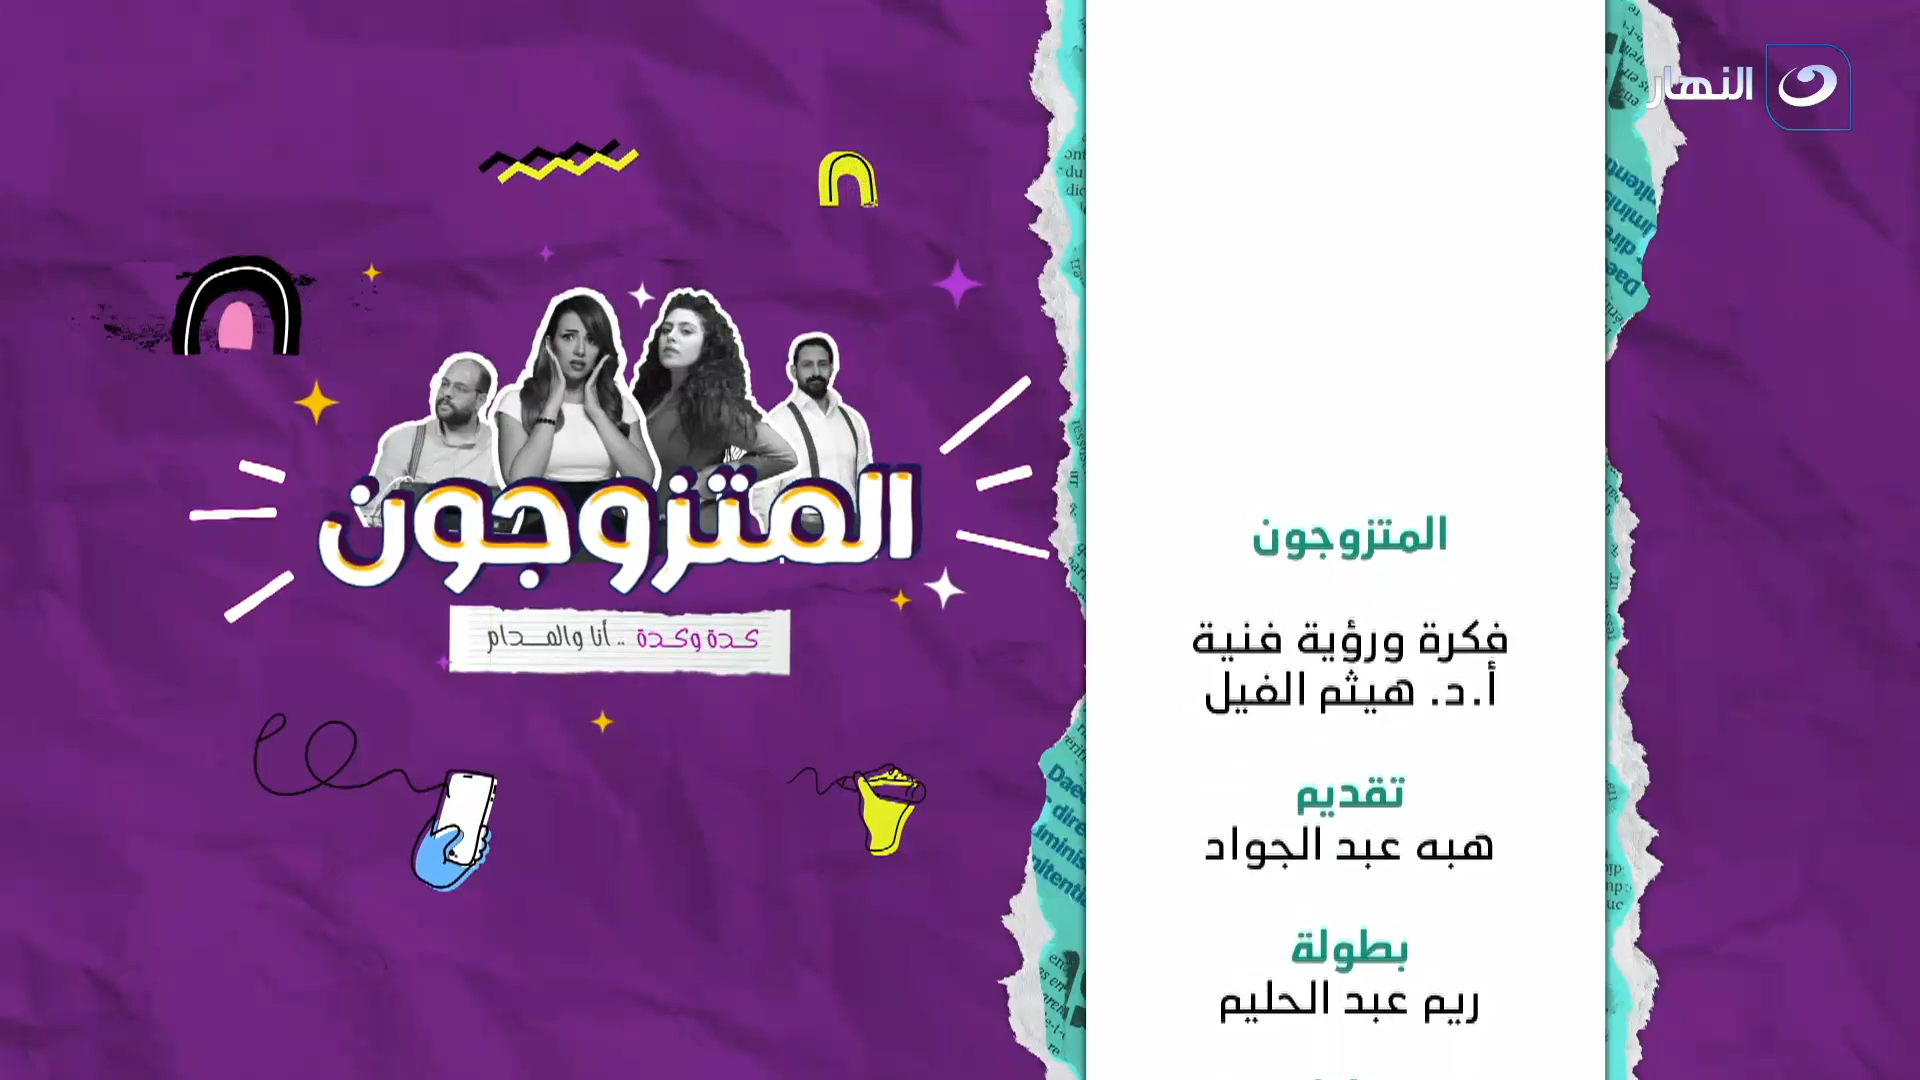 النهار
المتزوجون
كدة وكدة .. أنا والمدام
المتزوجون
فكرة ورؤية فنية
أ.د. هيثم الفيل
تقديم
هبه عبد الجواد
بطولة
ريم عبد الحليم